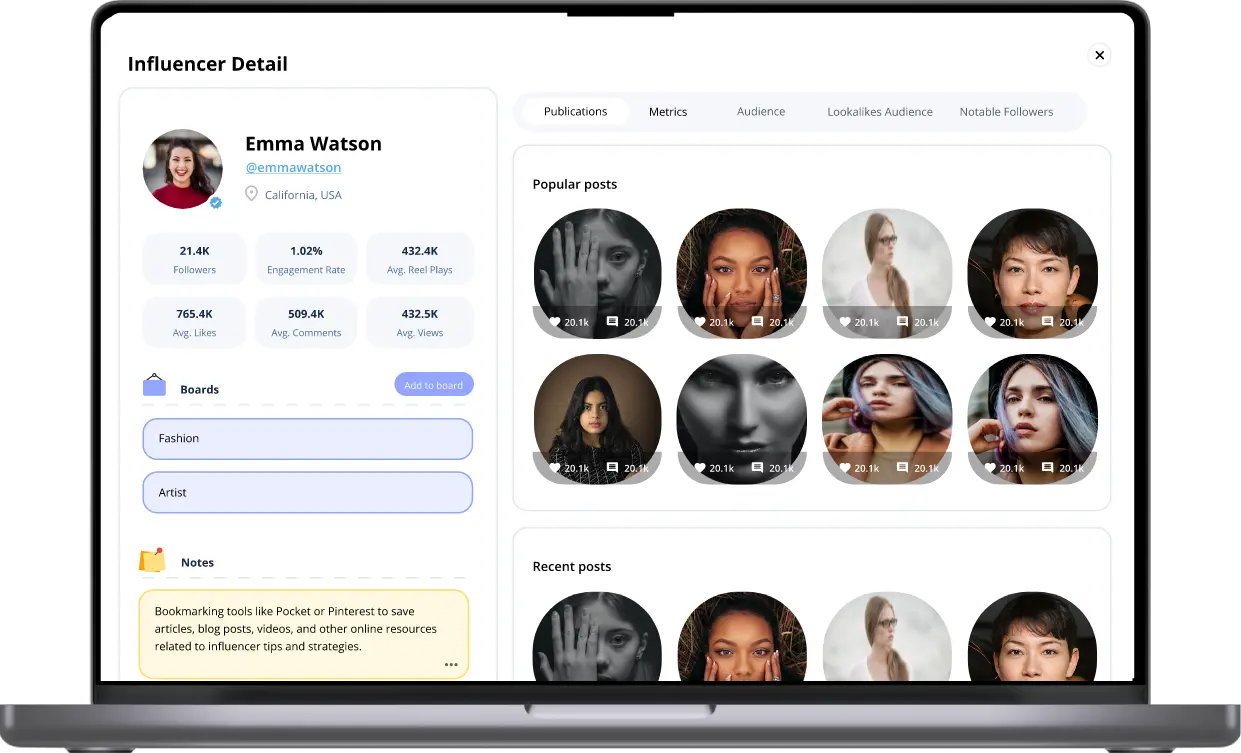 Influencer Detail
Emma Watson
@emmawatson
California, USA
21.4K
Followers
1.02%
Engagement Rate
432.4K
Avg. Reel Plays
765.4K
Avg. Likes
509.4K
Avg. Comments
432.5K
Avg. Views
Boards
Add to board
Fashion
Artist
Notes
Bookmarking tools like Pocket or Pinterest to save
articles, blog posts, videos, and other online resources
related to influencer tips and strategies.
Publications Metrics Audience Lookalikes Audience Notable Followers
Popular posts
20.1k 20.1k 20.1k 20.1k 20.1k 20.1k 20.1k 20.1k
20.1k 20.1k 20.1k 20.1k 20.1k 20.1k 20.1k 20.1k
Recent posts